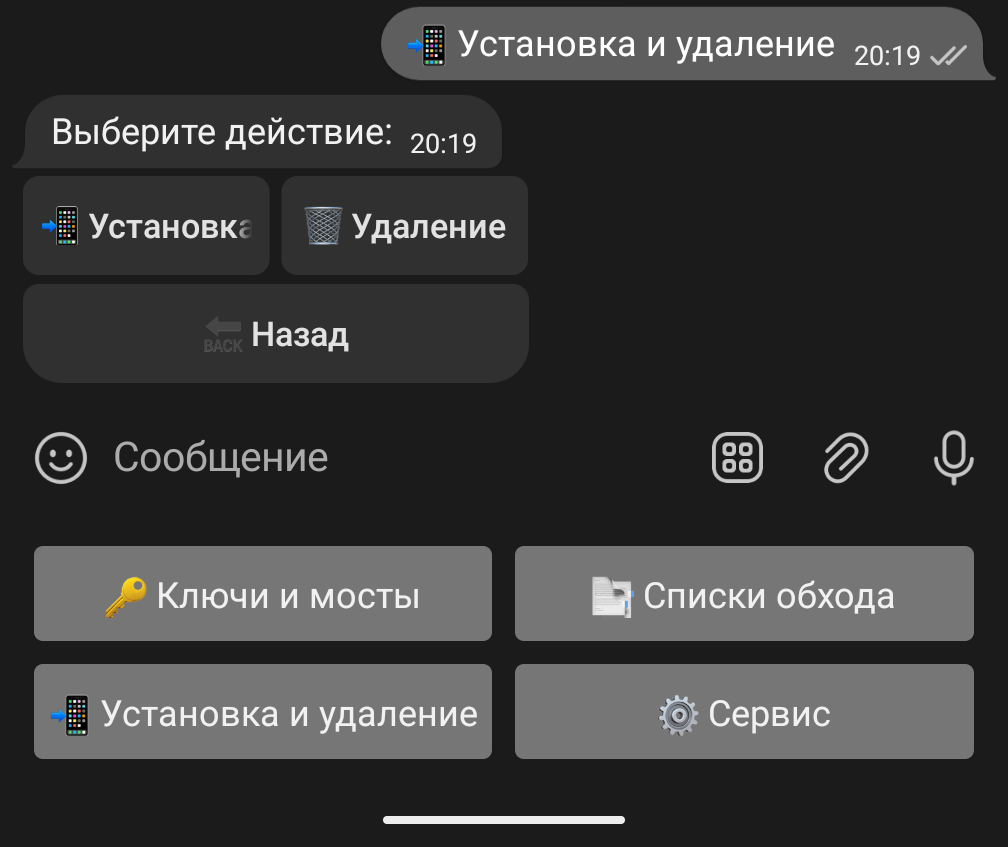 Установка и удаление 20:19
Выберите действие: 20:19
Установка Удаление
BACK Назад
Сообщение
Ключи и мосты Списки обхода
Установка и удаление Сервис